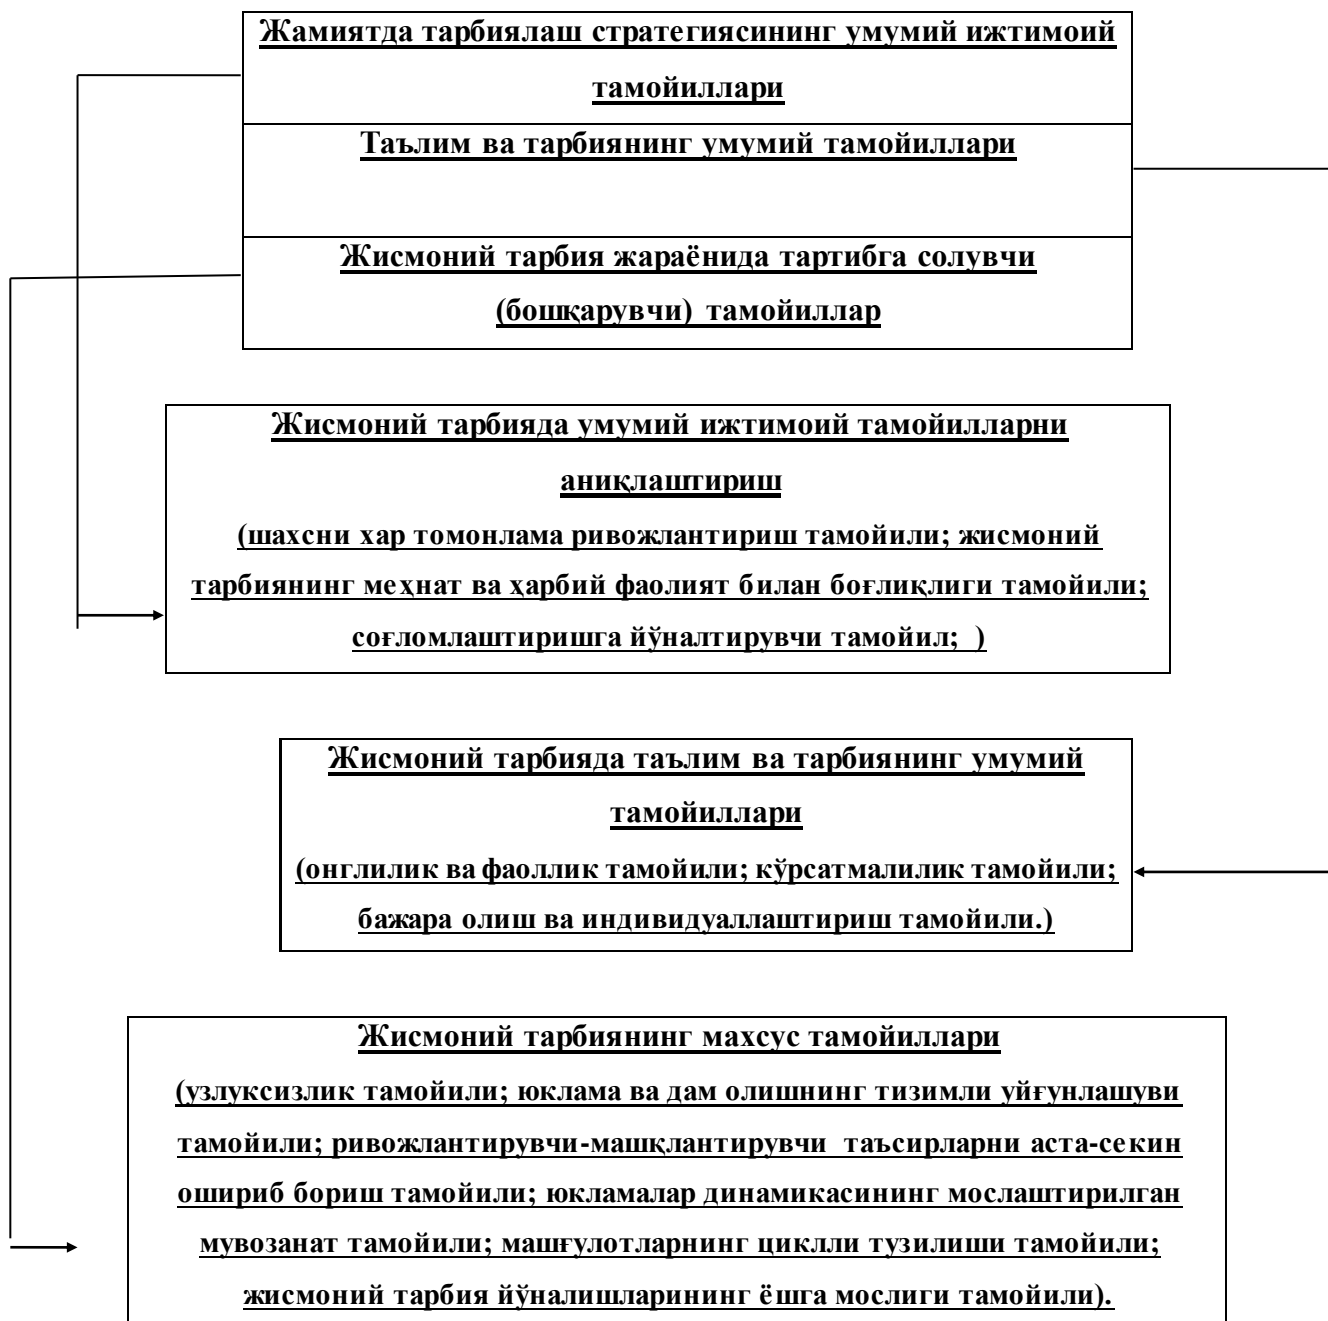 Жамиятда тарбиялаш стратегиясининг умумий ижтимоий
тамойиллари
Таълим ва тарбиянинг умумий тамойиллари
Жисмоний тарбия жараёнида тартибга солувчи
(бошқарувчи) тамойиллар
Жисмоний тарбияда умумий ижтимоий тамойилларни
аниқлаштириш
(шахсни хар томонлама ривожлантириш тамойили; жисмоний
тарбиянинг меҳнат ва ҳарбий фаолият билан боғлиқлиги тамойили;
соғломлаштиришга йўналтирувчи тамойил; )
Жисмоний тарбияда таълим ва тарбиянинг умумий
тамойиллари
(онглилик ва фаоллик тамойили; кўрсатмалилик тамойили;
бажара олиш ва индивидуаллаштириш тамойили.)
Жисмоний тарбиянинг махсус тамойиллари
(узлуксизлик тамойили; юклама ва дам олишнинг тизимли уйғунлашуви
тамойили; ривожлантирувчи-машқлантирувчи таъсирларни аста-секин
ошириб бориш тамойили; юкламалар динамикасининг мослаштирилган
мувозанат тамойили; машғулотларнинг циклли тузилиши тамойили;
жисмоний тарбия йўналишларининг ёшга мослиги тамойили).